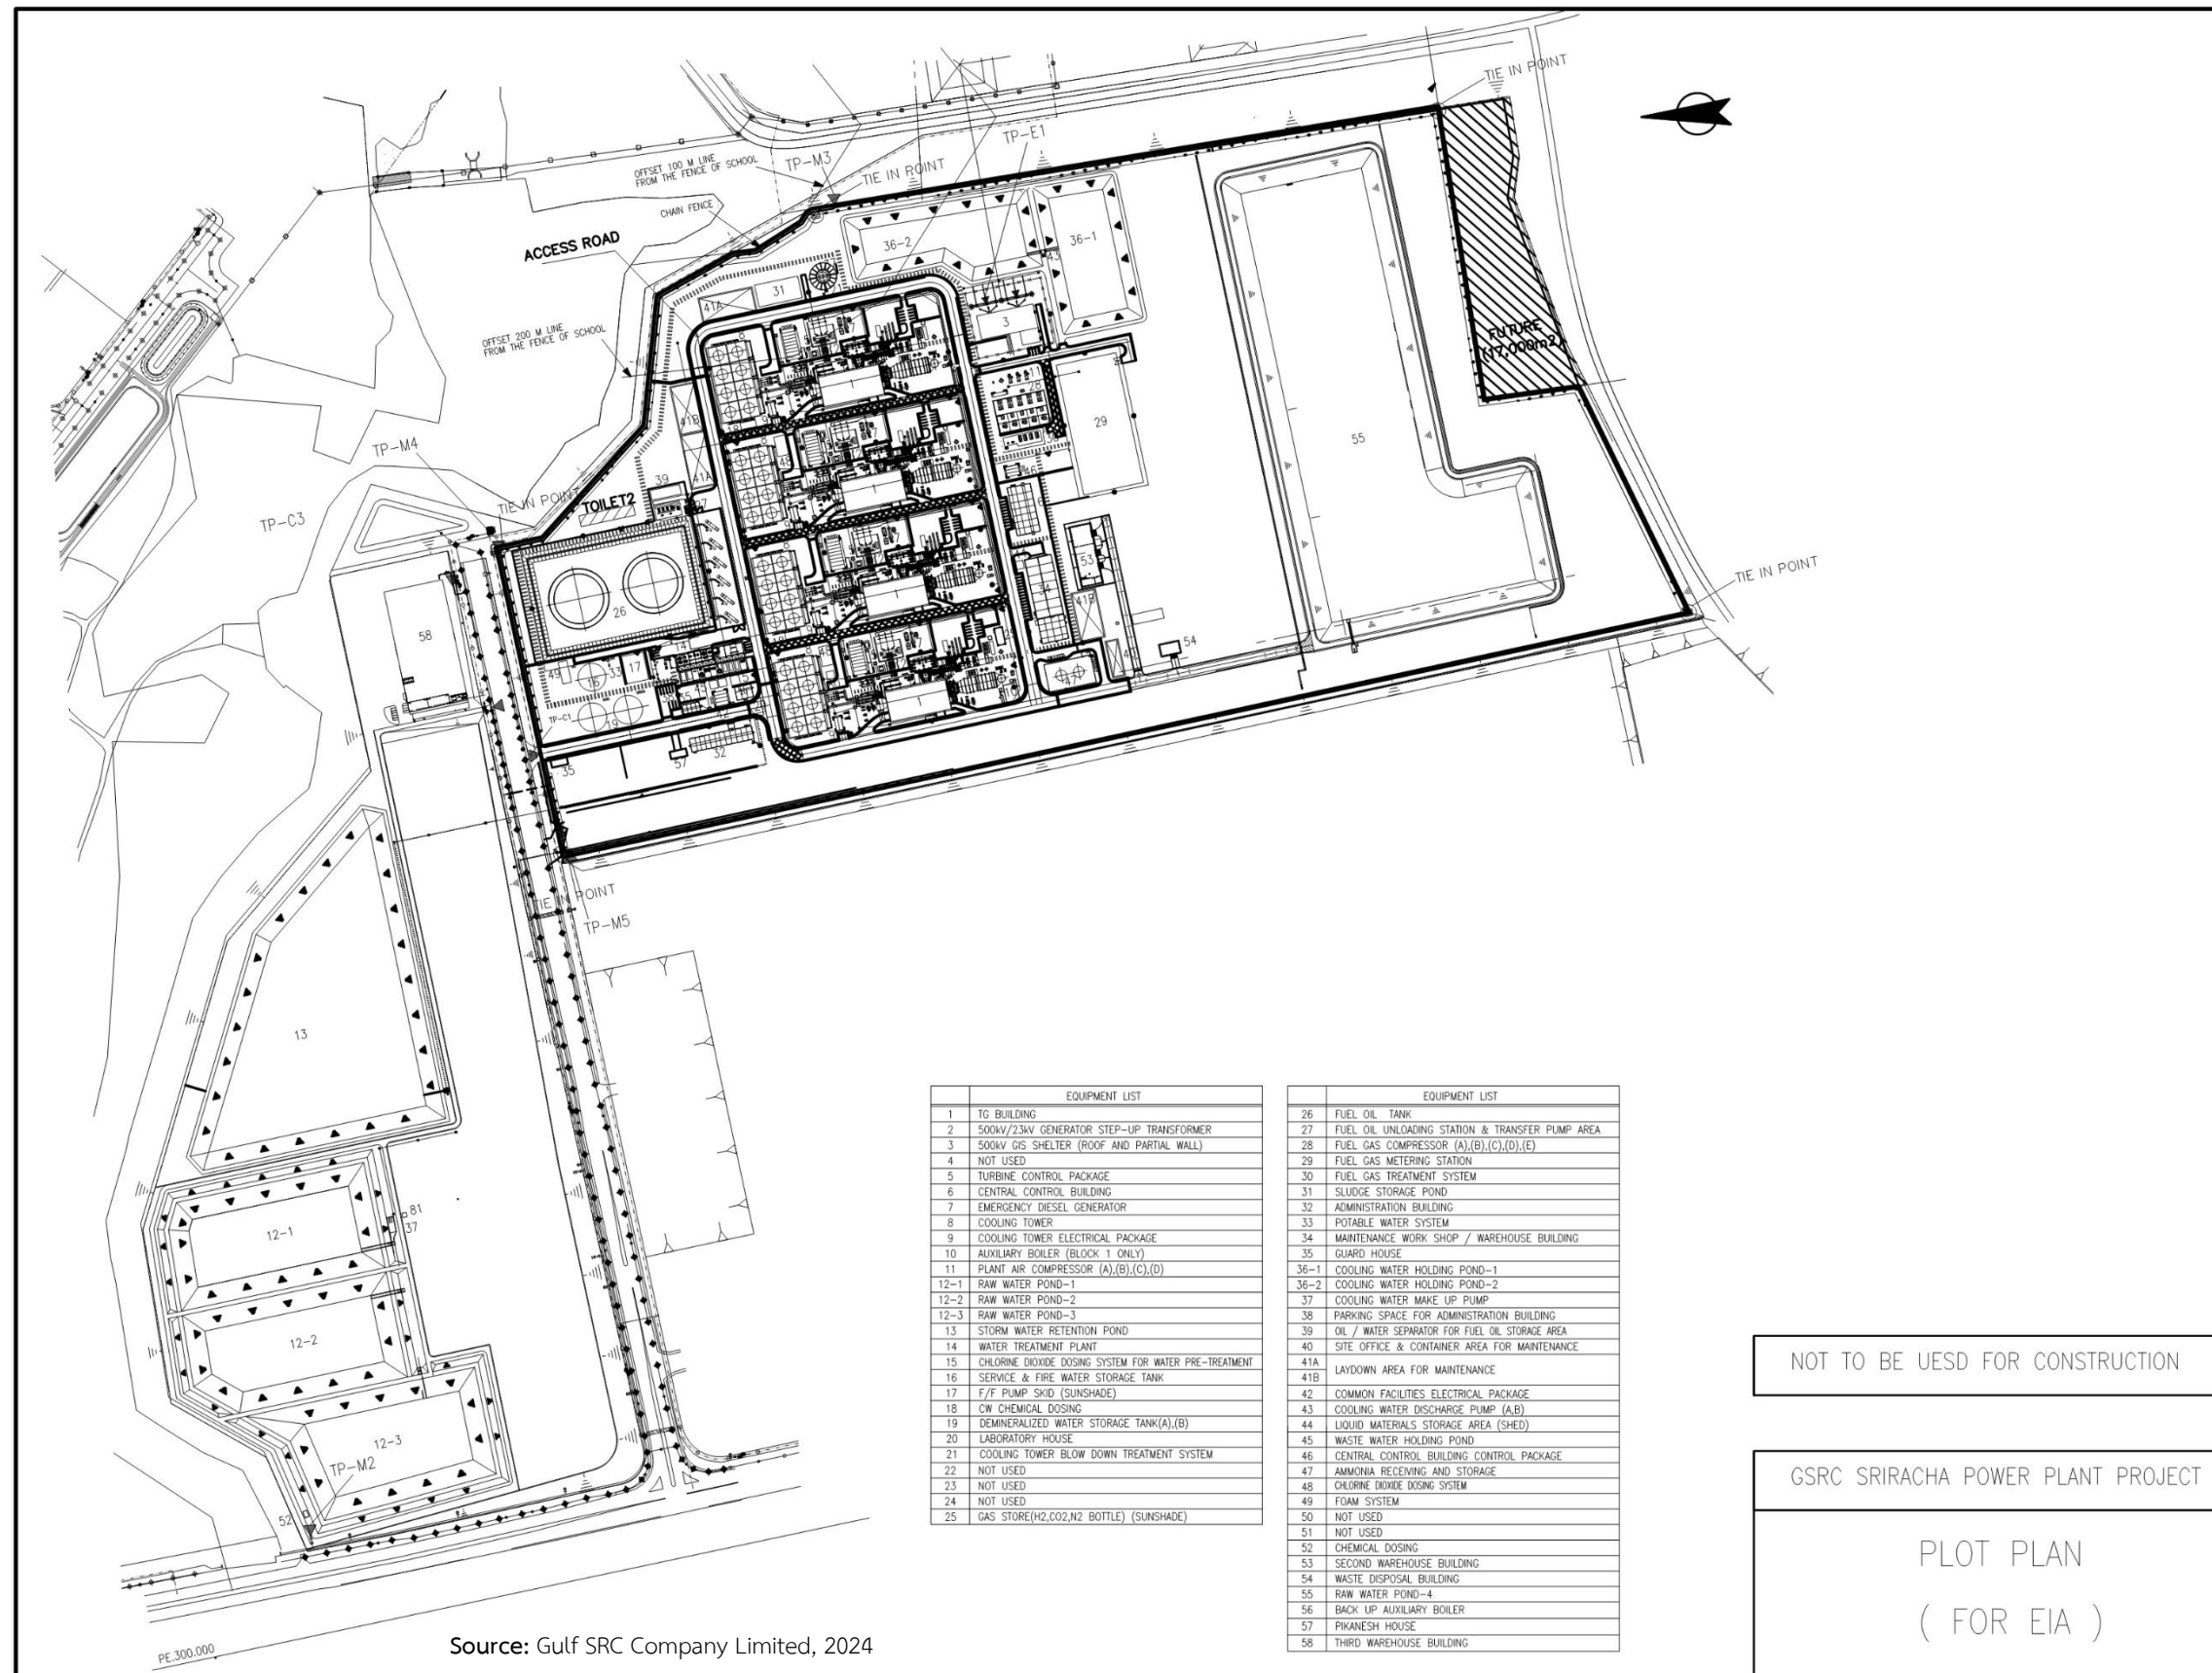 TIE IN POINT
OFFSET 100 M LINE
FROM THE FENCE OF SCHOOL
TP-M3
TP-E1
TIE IN POINT
CHAIN FENCE
ACCESS ROAD
36-2
36-1
43
31
41A
3
OFFSET 200 M LINE
FROM THE FENCE OF SCHOOL
FUTURE
(17,000m2)
11
28
29
55
41B
TP-M4
39
41A
TIE IN POINT
TOILET2
TP-C3
26
58
53
34
41B
54
TIE IN POINT
49
16
33
17
14
TP-C1
19
35
57
32
1
1
1
1
TIE IN POINT
TP-M5
13
12-1
81
37
12-2
12-3
TP-M2
52
PE.300.000
EQUIPMENT LIST
1 TG BUILDING
2 500kV/23kV GENERATOR STEP-UP TRANSFORMER
3 500kV GIS SHELTER (ROOF AND PARTIAL WALL)
4 NOT USED
5 TURBINE CONTROL PACKAGE
6 CENTRAL CONTROL BUILDING
7 EMERGENCY DIESEL GENERATOR
8 COOLING TOWER
9 COOLING TOWER ELECTRICAL PACKAGE
10 AUXILIARY BOILER (BLOCK 1 ONLY)
11 PLANT AIR COMPRESSOR (A),(B),(C),(D)
12-1 RAW WATER POND-1
12-2 RAW WATER POND-2
12-3 RAW WATER POND-3
13 STORM WATER RETENTION POND
14 WATER TREATMENT PLANT
15 CHLORINE DIOXIDE DOSING SYSTEM FOR WATER PRE-TREATMENT
16 SERVICE & FIRE WATER STORAGE TANK
17 F/F PUMP SKID (SUNSHADE)
18 CW CHEMICAL DOSING
19 DEMINERALIZED WATER STORAGE TANK(A),(B)
20 LABORATORY HOUSE
21 COOLING TOWER BLOW DOWN TREATMENT SYSTEM
22 NOT USED
23 NOT USED
24 NOT USED
25 GAS STORE(H2,CO2,N2 BOTTLE) (SUNSHADE)
EQUIPMENT LIST
26 FUEL OIL TANK
27 FUEL OIL UNLOADING STATION & TRANSFER PUMP AREA
28 FUEL GAS COMPRESSOR (A),(B),(C),(D),(E)
29 FUEL GAS METERING STATION
30 FUEL GAS TREATMENT SYSTEM
31 SLUDGE STORAGE POND
32 ADMINISTRATION BUILDING
33 POTABLE WATER SYSTEM
34 MAINTENANCE WORK SHOP / WAREHOUSE BUILDING
35 GUARD HOUSE
36-1 COOLING WATER HOLDING POND-1
36-2 COOLING WATER HOLDING POND-2
37 COOLING WATER MAKE UP PUMP
38 PARKING SPACE FOR ADMINISTRATION BUILDING
39 OIL / WATER SEPARATOR FOR FUEL OIL STORAGE AREA
40 SITE OFFICE & CONTAINER AREA FOR MAINTENANCE
41A
41B LAYDOWN AREA FOR MAINTENANCE
42 COMMON FACILITIES ELECTRICAL PACKAGE
43 COOLING WATER DISCHARGE PUMP (A,B)
44 LIQUID MATERIALS STORAGE AREA (SHED)
45 WASTE WATER HOLDING POND
46 CENTRAL CONTROL BUILDING CONTROL PACKAGE
47 AMMONIA RECEIVING AND STORAGE
48 CHLORINE DIOXIDE DOSING SYSTEM
49 FOAM SYSTEM
50 NOT USED
51 NOT USED
52 CHEMICAL DOSING
53 SECOND WAREHOUSE BUILDING
54 WASTE DISPOSAL BUILDING
55 RAW WATER POND-4
56 BACK UP AUXILIARY BOILER
57 PIKANESH HOUSE
58 THIRD WAREHOUSE BUILDING
NOT TO BE UESD FOR CONSTRUCTION
GSRC SRIRACHA POWER PLANT PROJECT
PLOT PLAN
( FOR EIA )
Source: Gulf SRC Company Limited, 2024